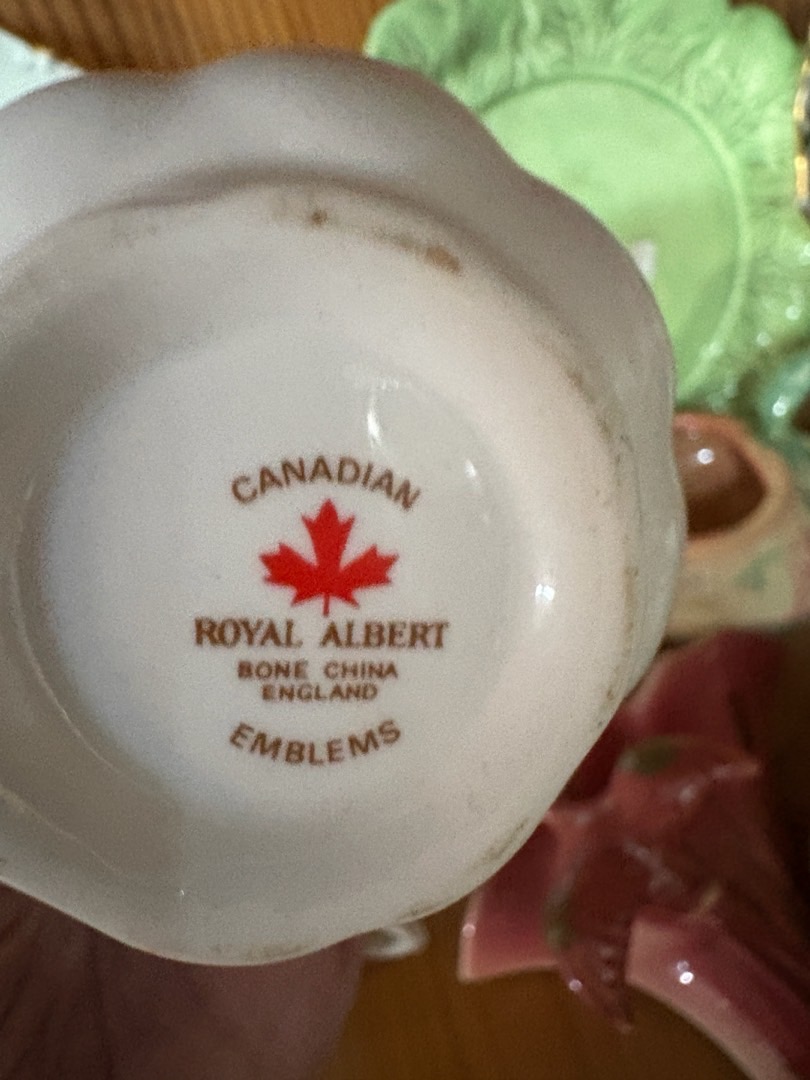 CANADIAN
ROYAL ALBERT
BONE CHINA
ENGLAND
EMBLEMS